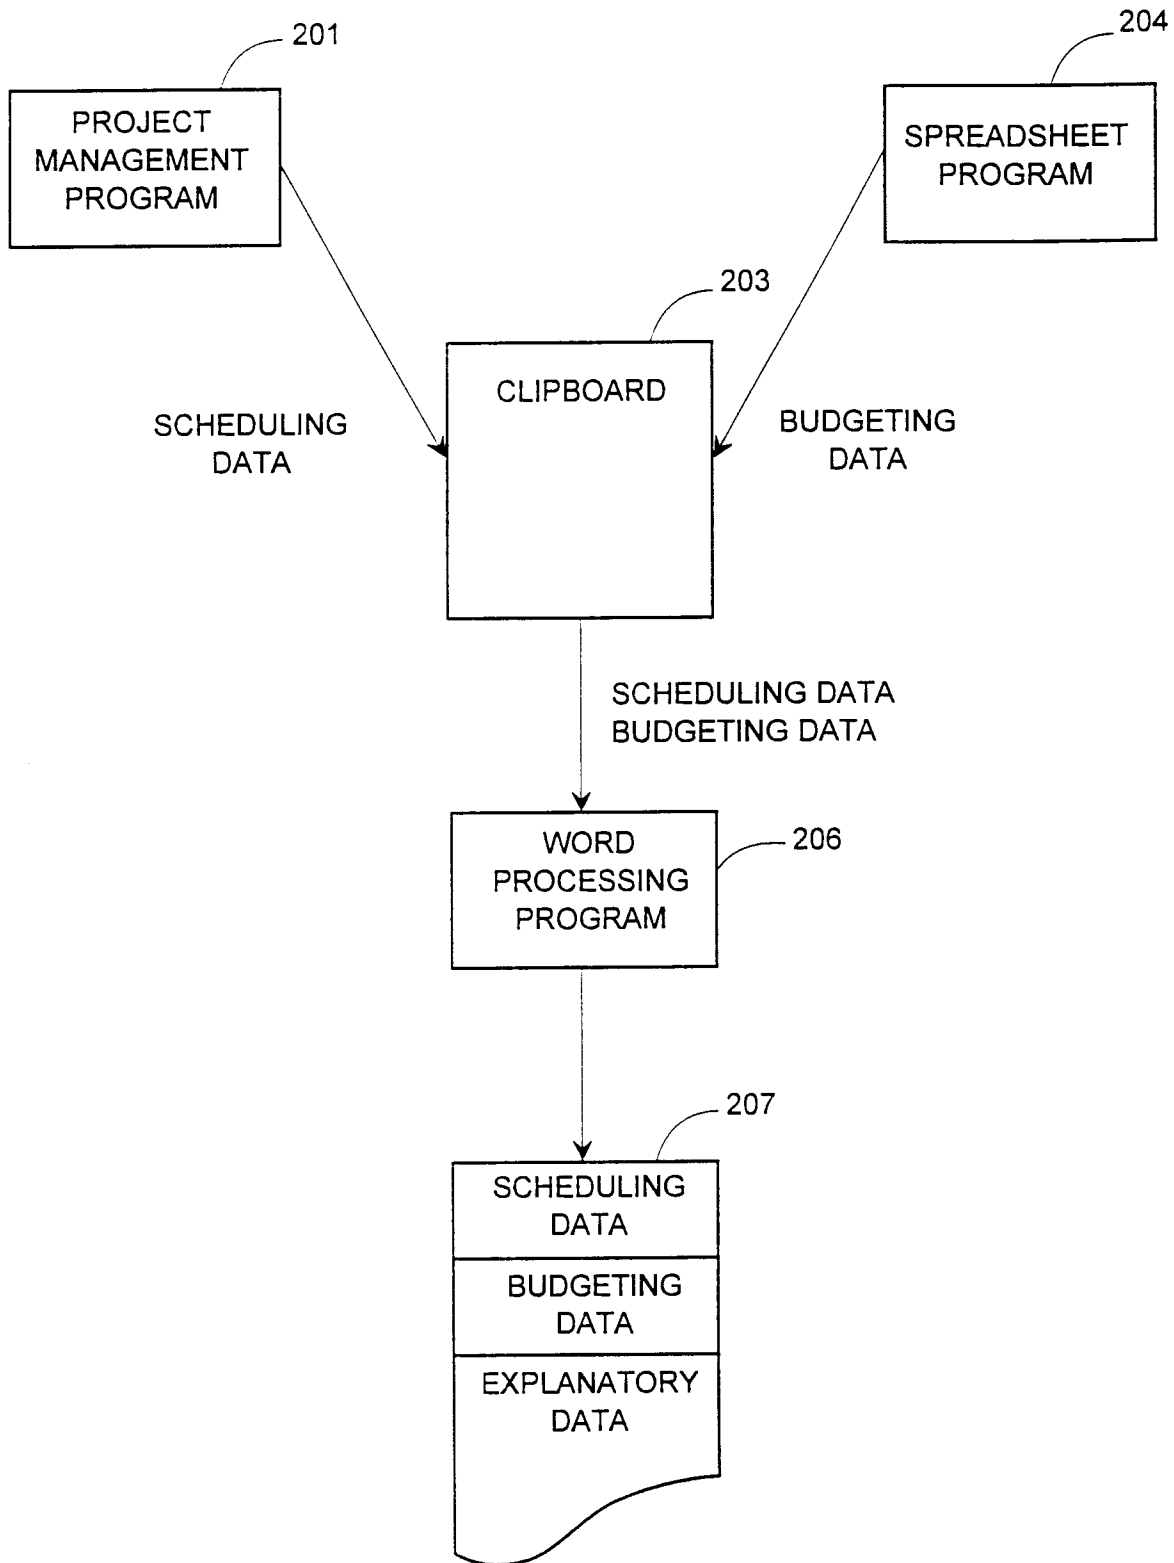 201
204
PROJECT
MANAGEMENT
PROGRAM
SPREADSHEET
PROGRAM
203
CLIPBOARD
SCHEDULING
DATA
BUDGETING
DATA
SCHEDULING DATA
BUDGETING DATA
WORD
PROCESSING
PROGRAM
206
207
SCHEDULING
DATA
BUDGETING
DATA
EXPLANATORY
DATA